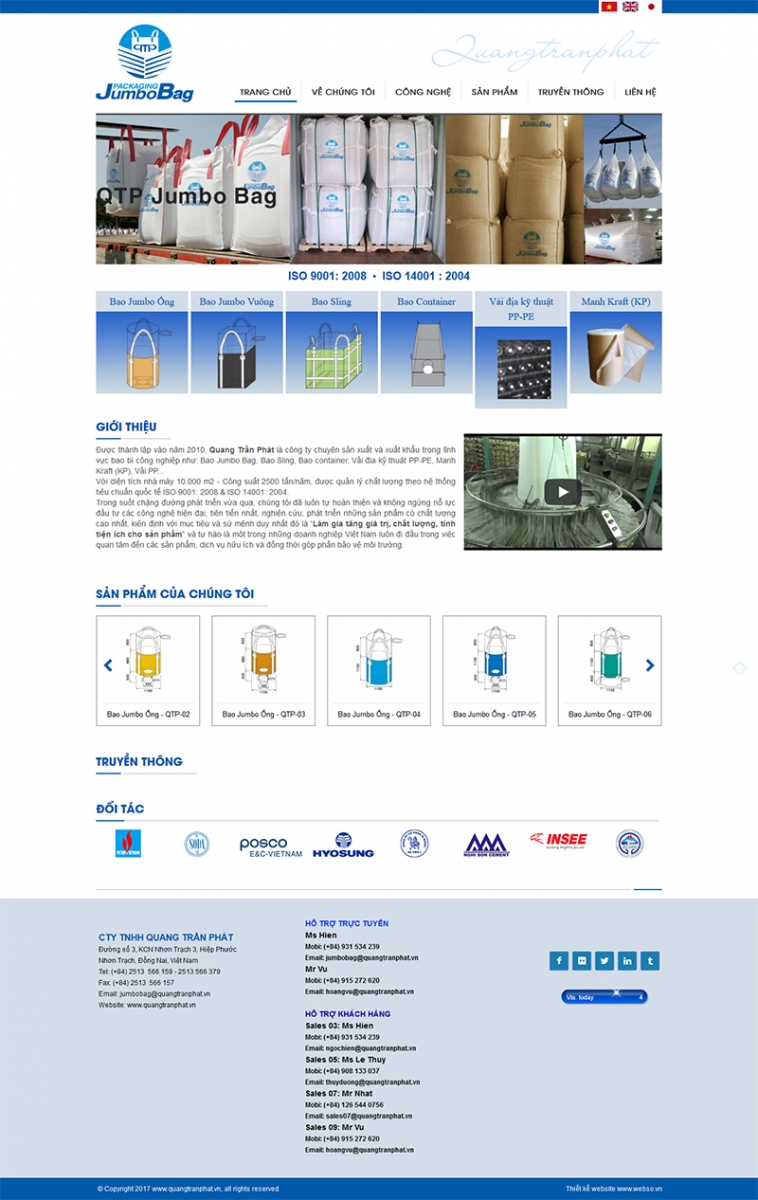 QTP
PACKAGING
JumboBag
Quangtranphat
TRANG CHỦ
VỀ CHÚNG TÔI
CÔNG NGHỆ
SẢN PHẨM
TRUYỀN THÔNG
LIÊN HỆ
QTP Jumbo Bag
ISO 9001: 2008 • ISO 14001 : 2004
Bao Jumbo Ống
Bao Jumbo Vuông
Bao Sling
Bao Container
Vải địa kỹ thuật
PP-PE
Manh Kraft (KP)
GIỚI THIỆU
Được thành lập vào năm 2010, Quang Trần Phát là công ty chuyên sản xuất và xuất khẩu trong lĩnh
vực bao bì công nghiệp như: Bao Jumbo Bag, Bao Sling, Bao container, Vải địa kỹ thuật PP-PE, Manh
Kraft (KP), Vải PP...
Với diện tích nhà máy 10.000 m2 - Công suất 2500 tấn/năm, được quản lý chất lượng theo hệ thống
tiêu chuẩn quốc tế ISO 9001: 2008 & ISO 14001: 2004.
Trong suốt chặng đường phát triển vừa qua, chúng tôi đã luôn tự hoàn thiện và không ngừng nỗ lực
đầu tư các công nghệ hiện đại, tiên tiến nhất, nghiên cứu, phát triển những sản phẩm có chất lượng
cao nhất, kiên định với mục tiêu và sứ mệnh duy nhất đó là "Làm gia tăng giá trị, chất lượng, tính
tiện ích cho sản phẩm" và tự hào là một trong những doanh nghiệp Việt Nam luôn đi đầu trong việc
quan tâm đến các sản phẩm, dịch vụ hữu ích và đồng thời góp phần bảo vệ môi trường.
SẢN PHẨM CỦA CHÚNG TÔI
Bao Jumbo Ống - QTP-02
Bao Jumbo Ống - QTP-03
Bao Jumbo Ống - QTP-04
Bao Jumbo Ống - QTP-05
Bao Jumbo Ống - QTP-06
TRUYỀN THÔNG
ĐỐI TÁC
SODA
posco
E&C-VIETNAM
HYOSUNG
NGHI SON CEMENT
INSEE
CTY TNHH QUANG TRẦN PHÁT
Đường số 3, KCN Nhơn Trạch 3, Hiệp Phước
Nhơn Trạch, Đồng Nai, Việt Nam
Tel: (+84) 2513 566 159 - 2513 566 379
Fax: (+84) 2513 566 157
Email: jumbobag@quangtranphat.vn
Website: www.quangtranphat.vn
HỖ TRỢ TRỰC TUYẾN
Ms Hien
Mobi: (+84) 931 534 239
Email: jumbobag@quangtranphat.vn
Mr Vu
Mobi: (+84) 915 272 620
Email: hoangvu@quangtranphat.vn
HỖ TRỢ KHÁCH HÀNG
Sales 03: Ms Hien
Mobi: (+84) 931 534 239
Email: ngochien@quangtranphat.vn
Sales 05: Ms Le Thuy
Mobi: (+84) 908 133 037
Email: thuyduong@quangtranphat.vn
Sales 07: Mr Nhat
Mobi: (+84) 126 544 0756
Email: sales07@quangtranphat.vn
Sales 09: Mr Vu
Mobi: (+84) 915 272 620
Email: hoangvu@quangtranphat.vn
Vis. today 4
© Copyright 2017 www.quangtranphat.vn, all rights reserved
Thiết kế website www.webso.vn